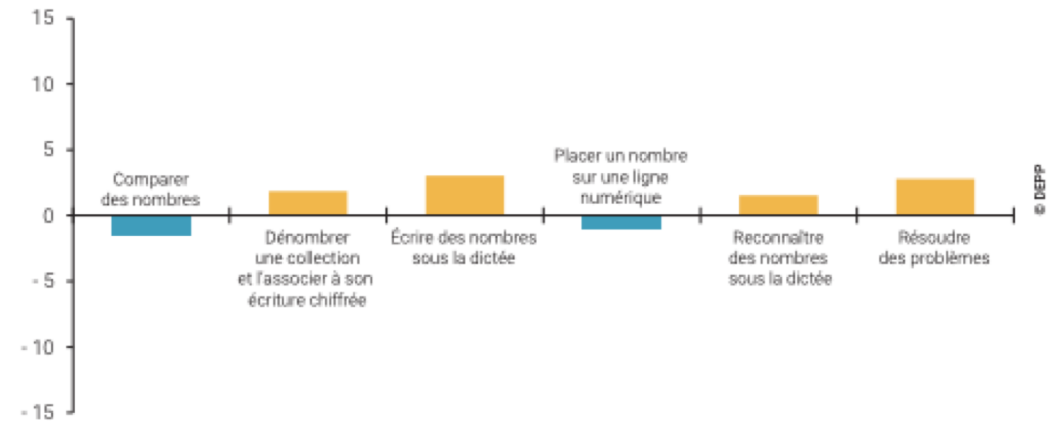 15
10
5
0
- 5
- 10
- 15
Comparer
des nombres
Dénombrer
une collection
et l'associer à son
écriture chiffrée
Écrire des nombres
sous la dictée
Placer un nombre
sur une ligne
numérique
Reconnaître
des nombres
sous la dictée
Résoudre
des problèmes
© DEPP